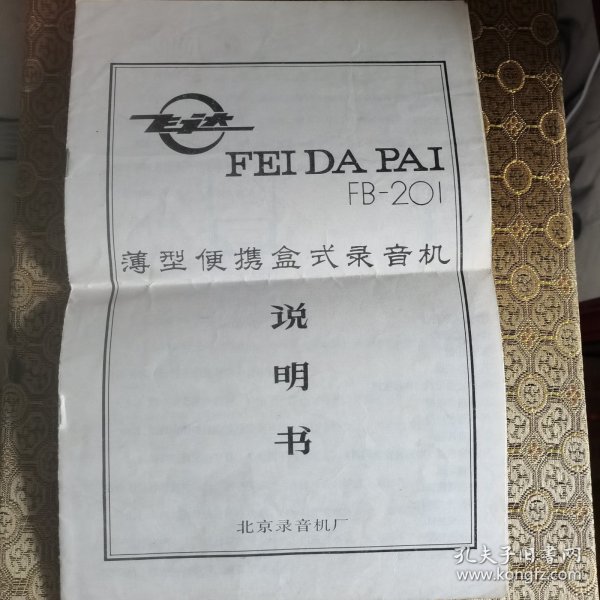 飞达
FEI DA PAI
FB-201
薄型便携盒式录音机
说
明
书
北京录音机厂
孔夫子旧书网
www.kongfz.com